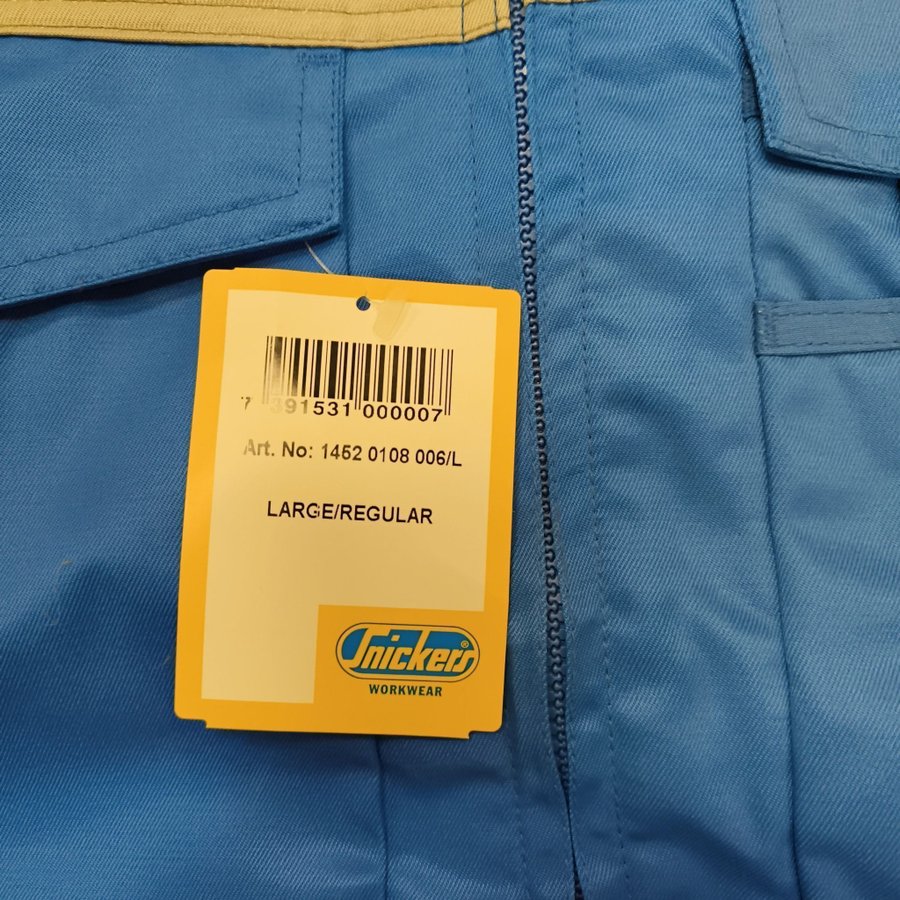 7 391531 000007
Art. No: 1452 0108 006/L
LARGE/REGULAR
Snickers®
WORKWEAR